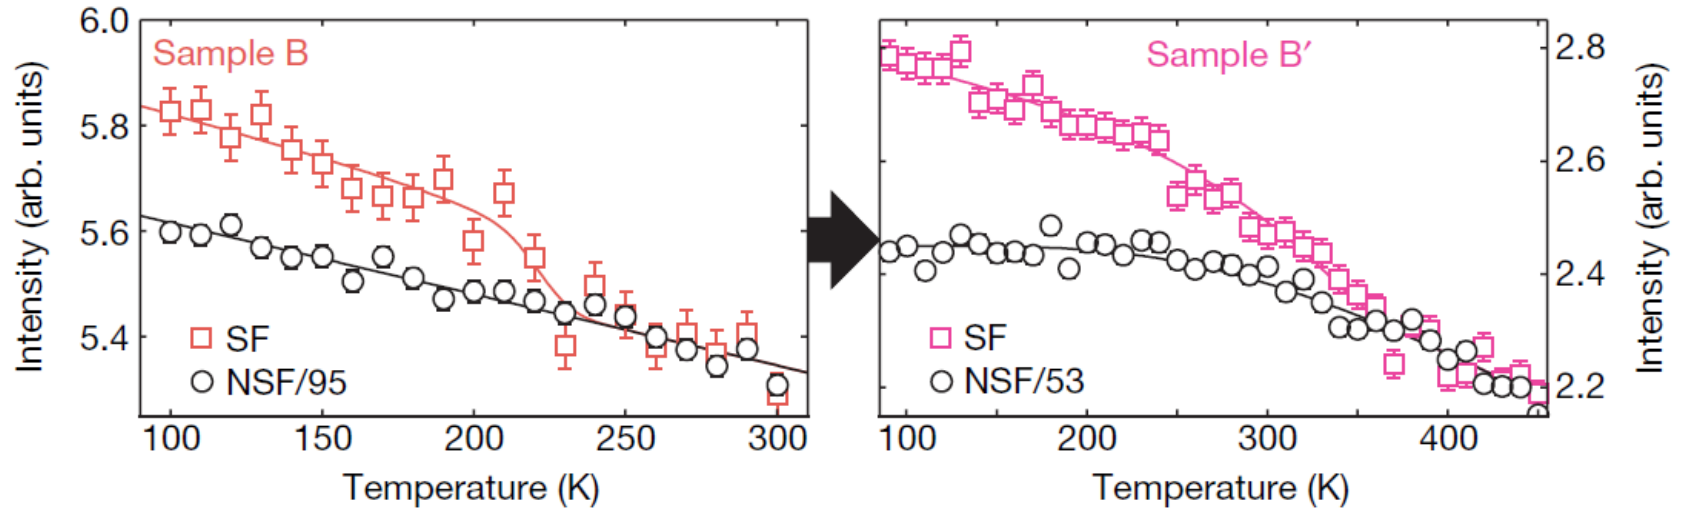 Sample B
Intensity (arb. units)
6.0
5.8
5.6
5.4
SF
NSF/95
100 150 200 250 300
Temperature (K)
Sample B′
2.8
2.6
2.4
2.2
Intensity (arb. units)
SF
NSF/53
100 200 300 400
Temperature (K)